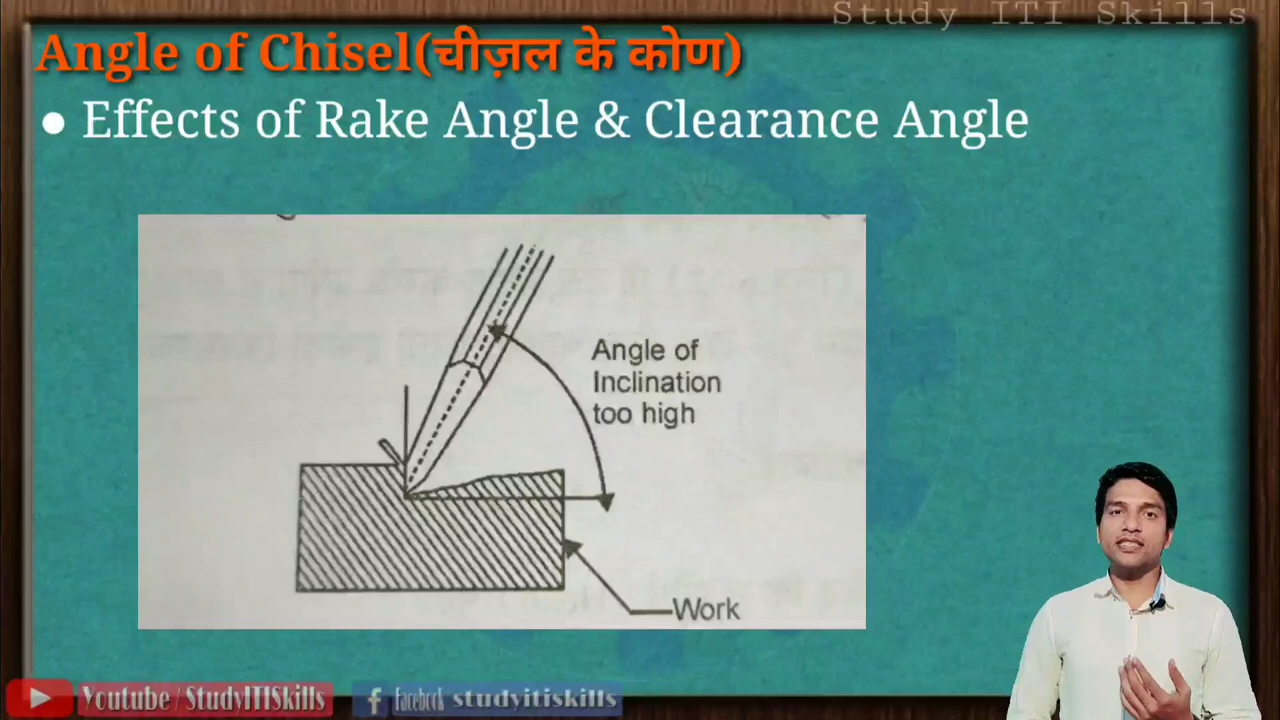 Study ITI Skills
Angle of Chisel(चीज़ल के कोण)
● Effects of Rake Angle & Clearance Angle
Angle of
Inclination
too high
Work
Youtube / StudyITISkills
f Facebook studyitiskills